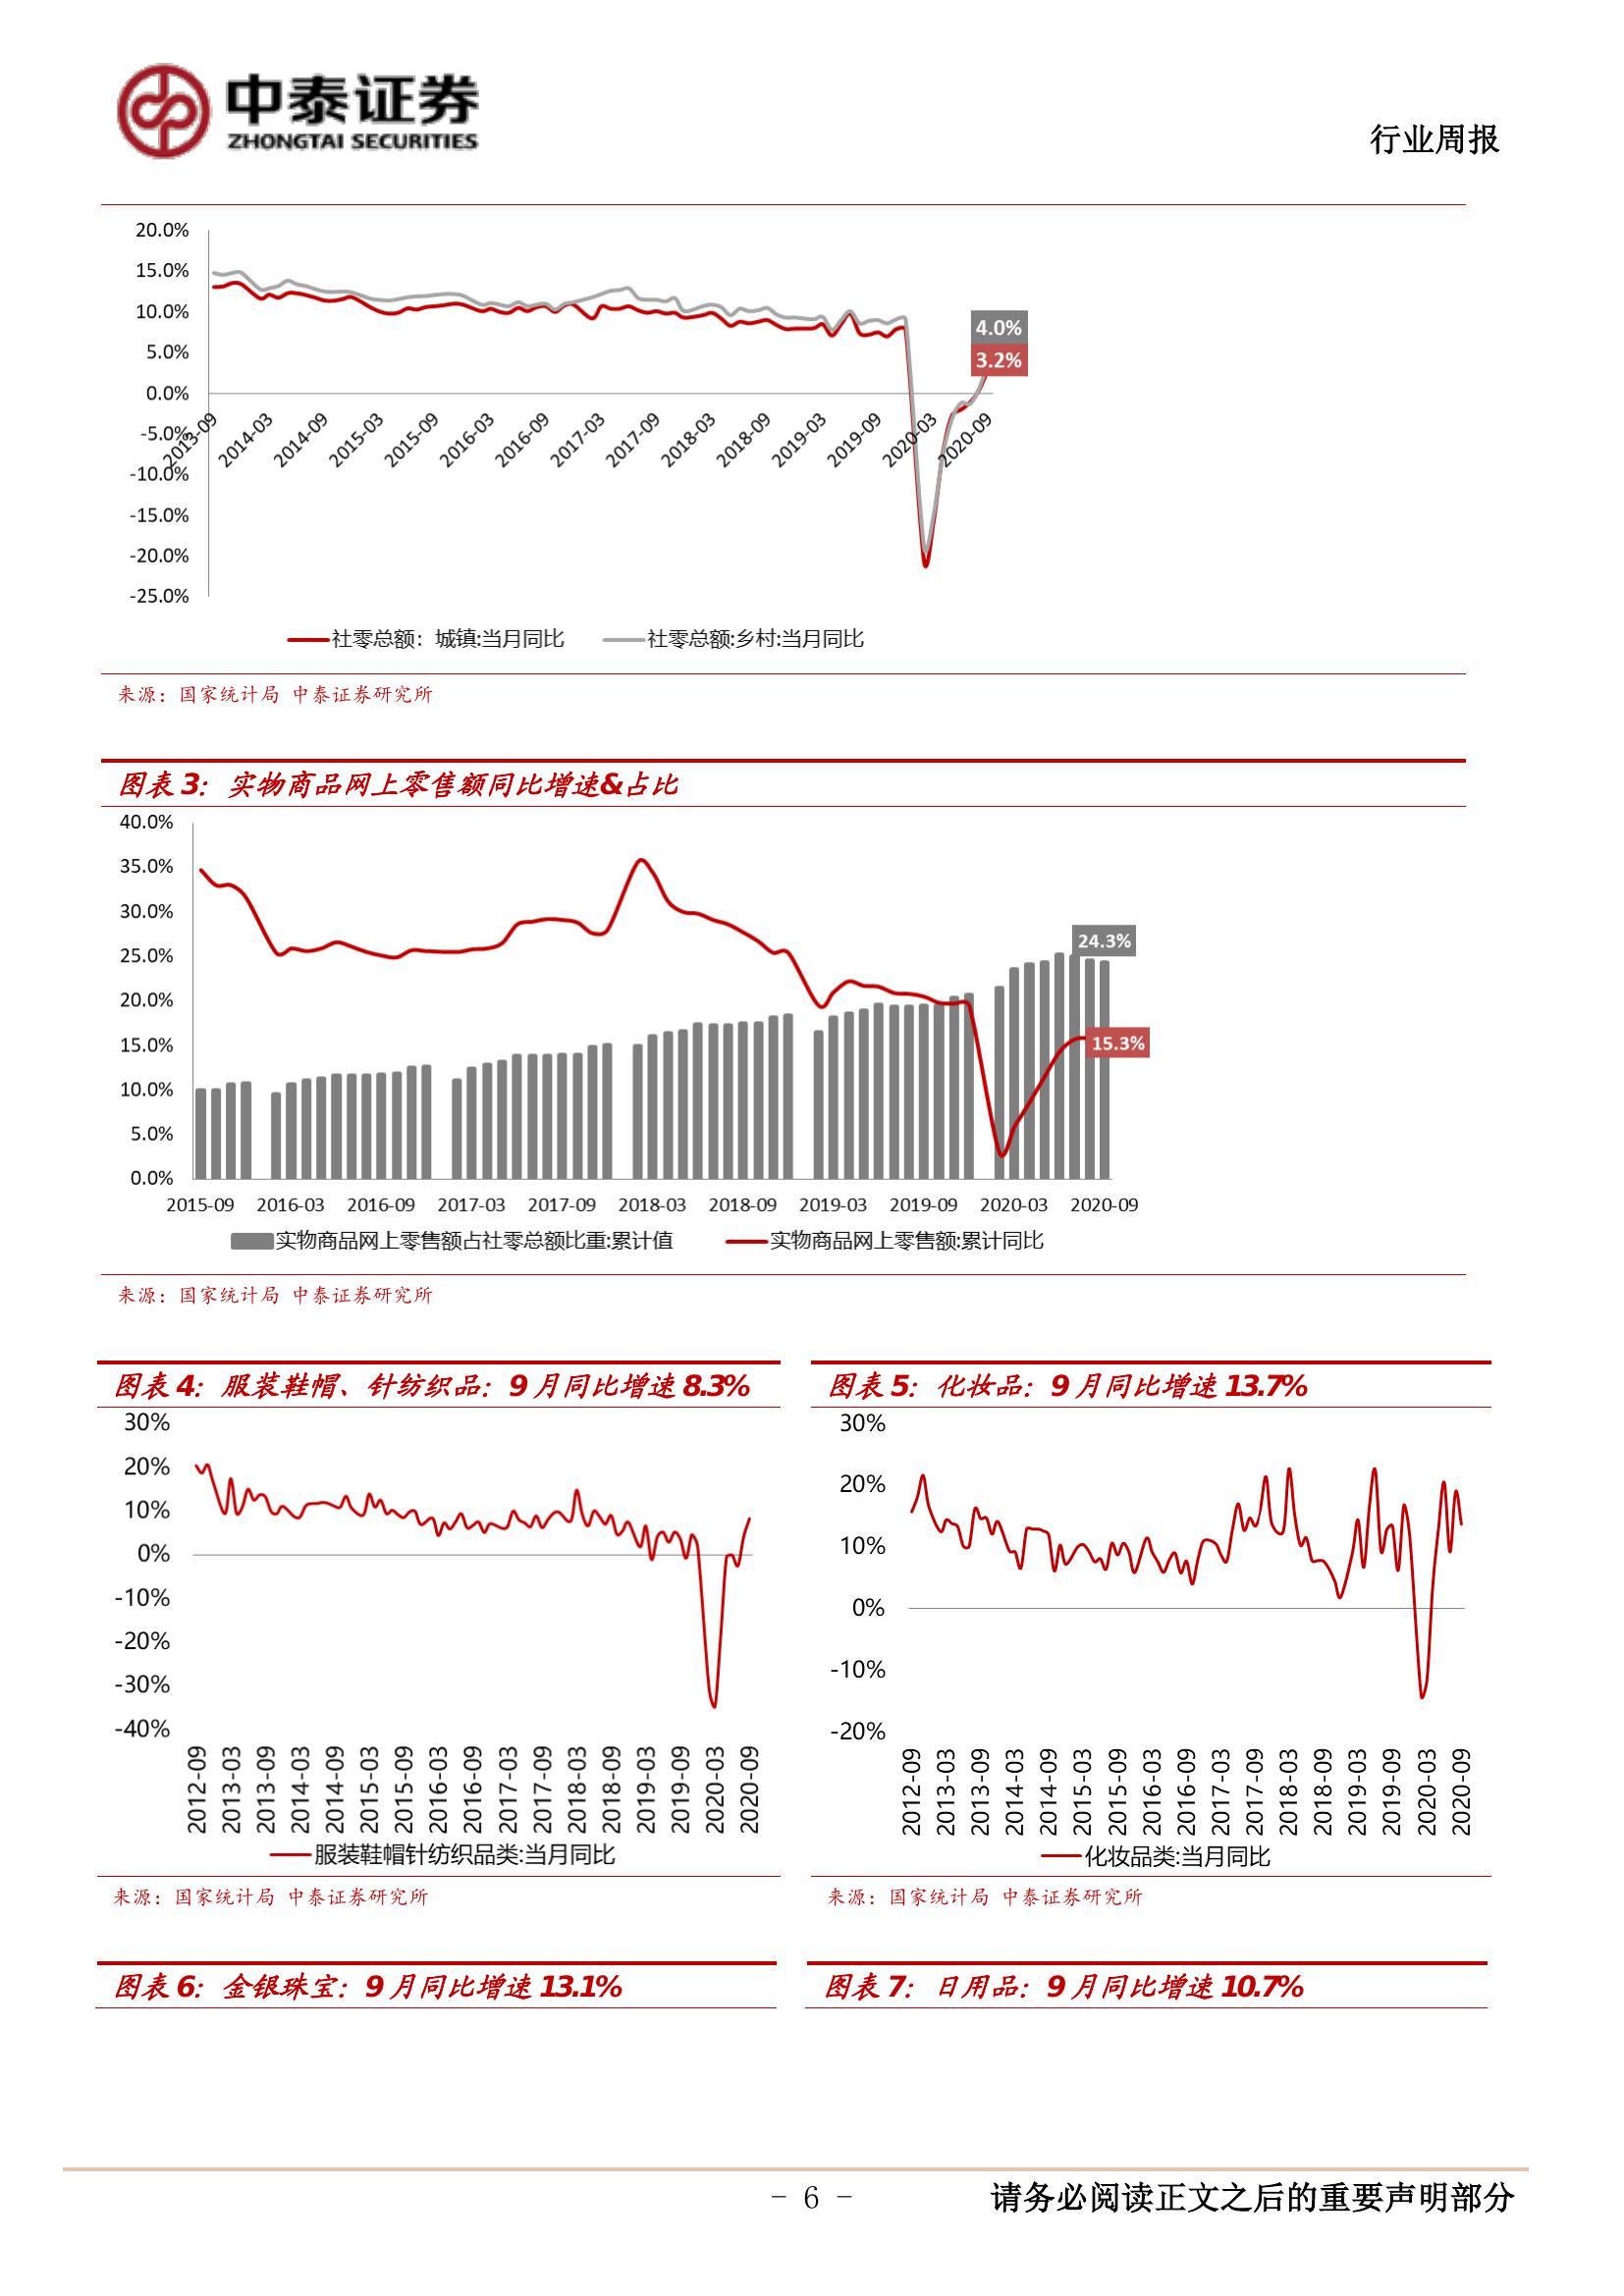 中泰证券
ZHONGTAI SECURITIES
行业周报
20.0%
15.0%
10.0%
5.0%
0.0%
-5.0%
-10.0%
-15.0%
-20.0%
-25.0%
4.0%
3.2%
2013-09 2014-03 2014-09 2015-03 2015-09 2016-03 2016-09 2017-03 2017-09 2018-03 2018-09 2019-03 2019-09 2020-03 2020-09
社零总额：城镇:当月同比 社零总额:乡村:当月同比
来源：国家统计局 中泰证券研究所
图表 3：实物商品网上零售额同比增速&占比
40.0%
35.0%
30.0%
25.0%
20.0%
15.0%
10.0%
5.0%
0.0%
24.3%
15.3%
2015-09 2016-03 2016-09 2017-03 2017-09 2018-03 2018-09 2019-03 2019-09 2020-03 2020-09
实物商品网上零售额占社零总额比重:累计值 实物商品网上零售额:累计同比
来源：国家统计局 中泰证券研究所
图表 4：服装鞋帽、针纺织品：9 月同比增速 8.3%
30%
20%
10%
0%
-10%
-20%
-30%
-40%
2012-09 2013-03 2013-09 2014-03 2014-09 2015-03 2015-09 2016-03 2016-09 2017-03 2017-09 2018-03 2018-09 2019-03 2019-09 2020-03 2020-09
服装鞋帽针纺织品类:当月同比
来源：国家统计局 中泰证券研究所
图表 5：化妆品：9 月同比增速 13.7%
30%
20%
10%
0%
-10%
-20%
2012-09 2013-03 2013-09 2014-03 2014-09 2015-03 2015-09 2016-03 2016-09 2017-03 2017-09 2018-03 2018-09 2019-03 2019-09 2020-03 2020-09
化妆品类:当月同比
来源：国家统计局 中泰证券研究所
图表 6：金银珠宝：9 月同比增速 13.1%
图表 7：日用品：9 月同比增速 10.7%
- 6 -
请务必阅读正文之后的重要声明部分